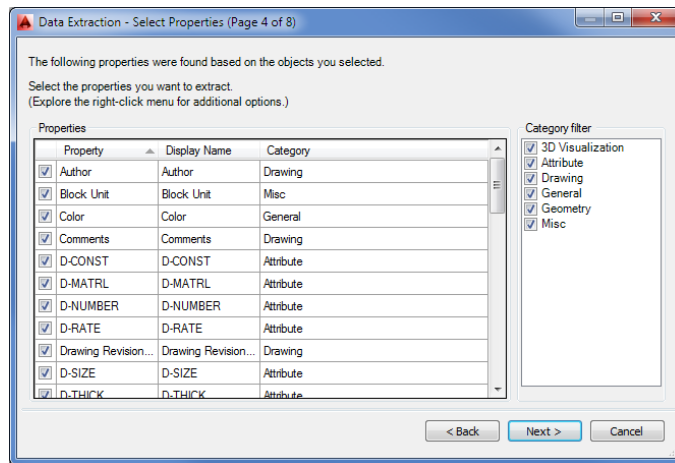 Data Extraction - Select Properties (Page 4 of 8)
The following properties were found based on the objects you selected.
Select the properties you want to extract.
(Explore the right-click menu for additional options.)
Properties
Property Display Name Category
Author Author Drawing
Block Unit Block Unit Misc
Color Color General
Comments Comments Drawing
D-CONST D-CONST Attribute
D-MATRL D-MATRL Attribute
D-NUMBER D-NUMBER Attribute
D-RATE D-RATE Attribute
Drawing Revision... Drawing Revision... Drawing
D-SIZE D-SIZE Attribute
D-THICK D-THICK Attribute
Category filter
3D Visualization
Attribute
Drawing
General
Geometry
Misc
< Back Next > Cancel